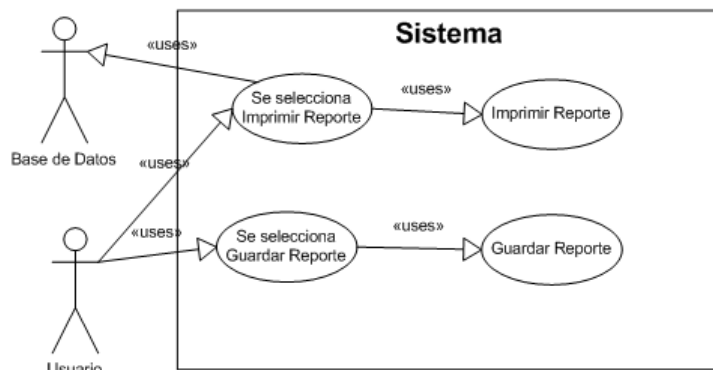 Sistema
«uses»
Se selecciona
Imprimir Reporte
«uses»
Imprimir Reporte
Base de Datos
«uses»
«uses»
Se selecciona
Guardar Reporte
«uses»
Guardar Reporte
Usuario